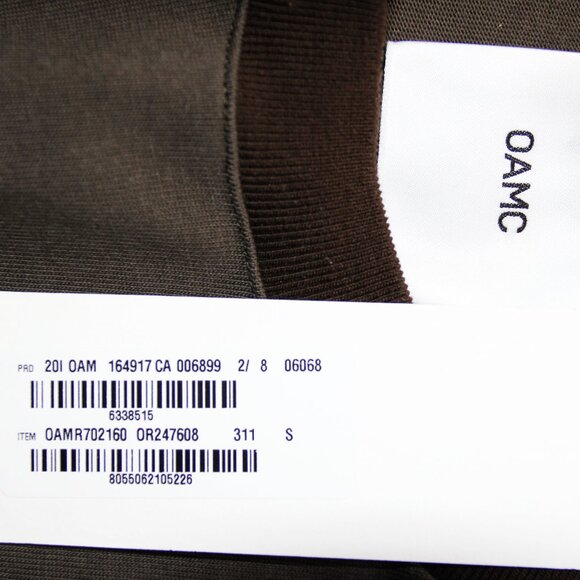 OAMC
PRD 20I OAM 164917 CA 006899 2/ 8 06068
6338515
ITEM OAMR702160 OR247608 311 S
8055062105226